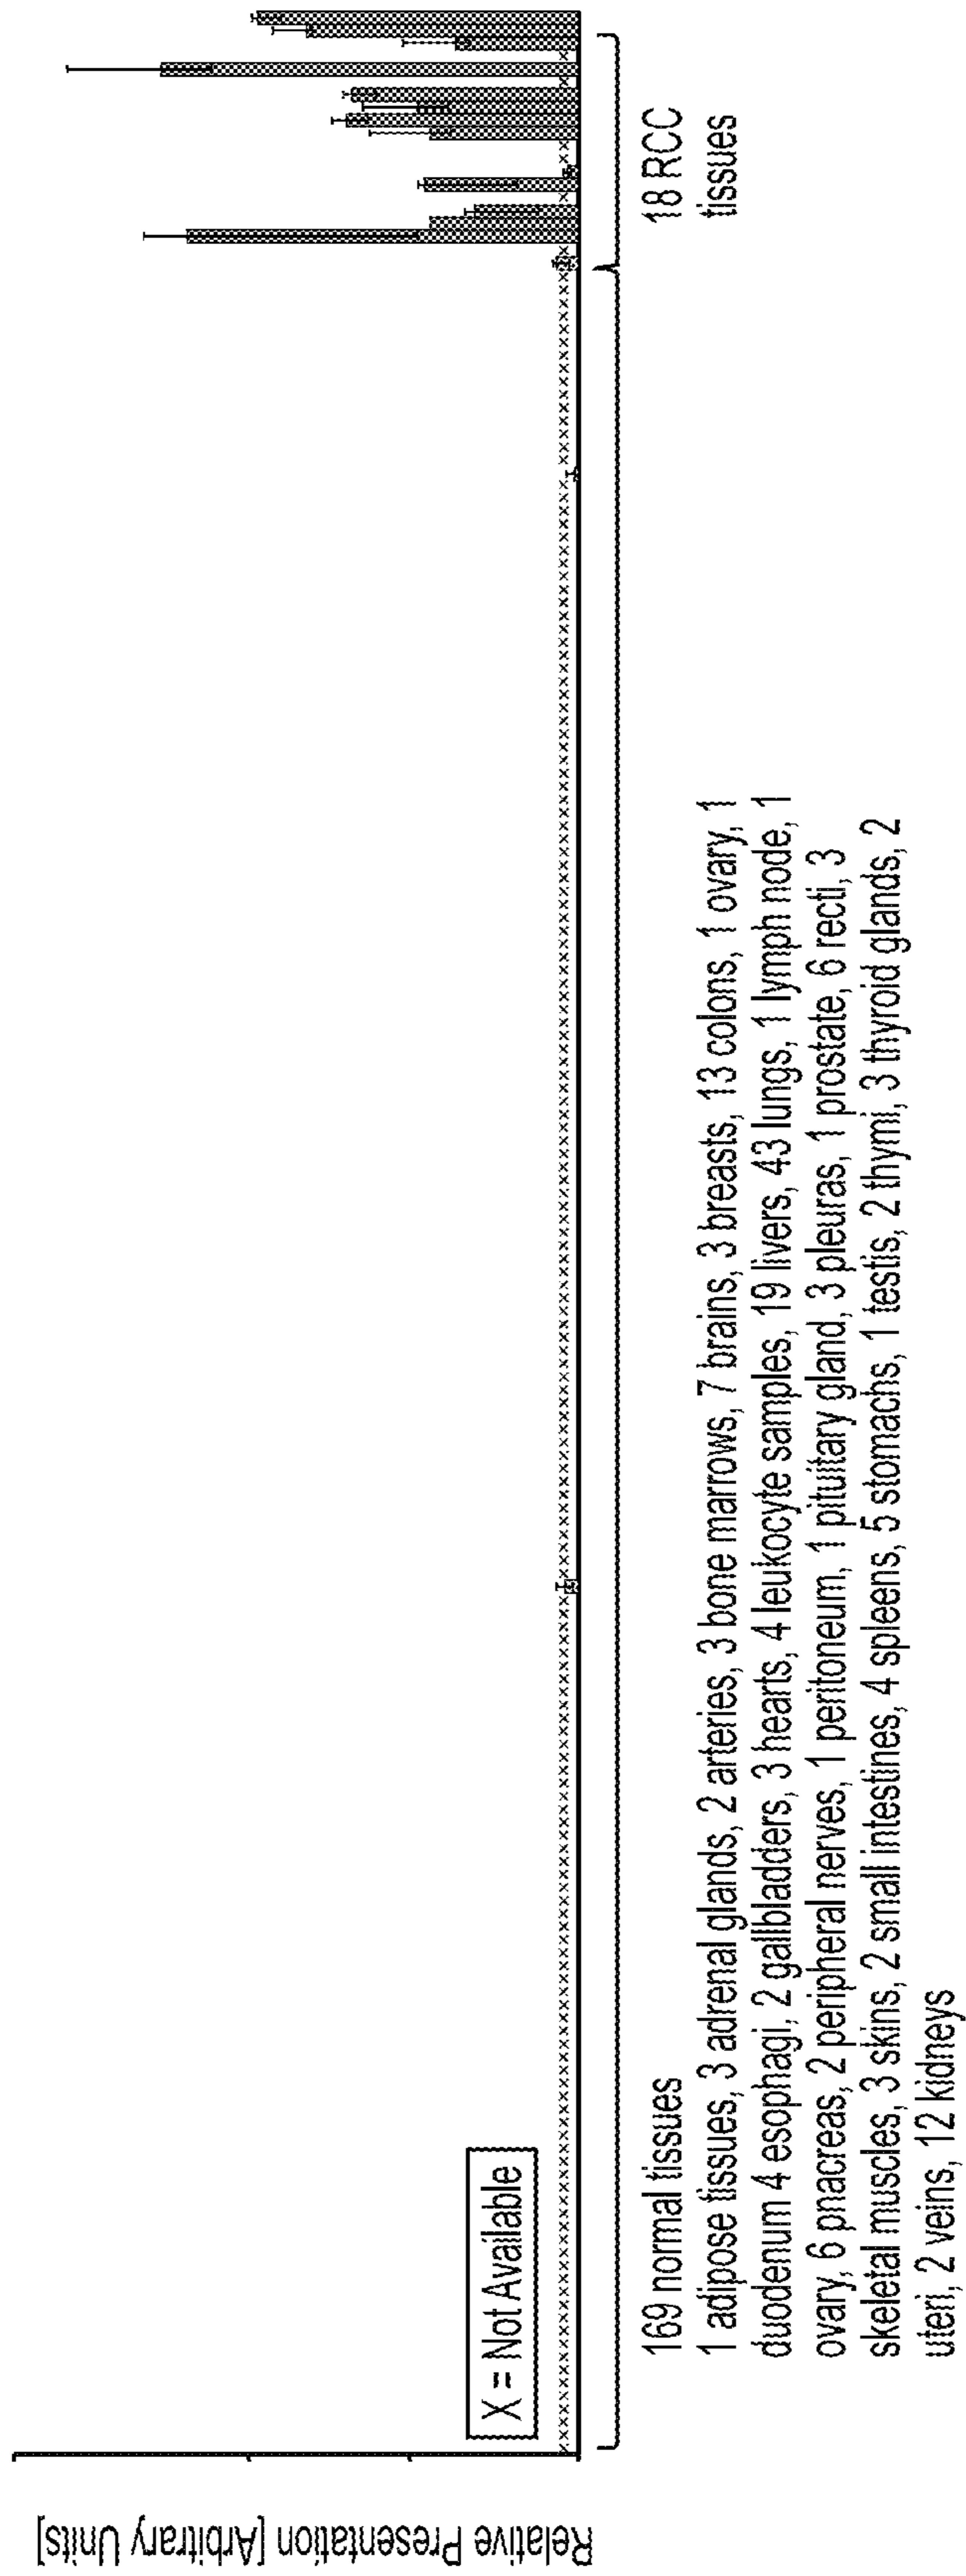 Relative Presentation [Arbitrary Units]
X = Not Available
169 normal tissues
1 adipose tissues, 3 adrenal glands, 2 arteries, 3 bone marrows, 7 brains, 3 breasts, 13 colons, 1 ovary, 1
duodenum 4 esophagi, 2 gallbladders, 3 hearts, 4 leukocyte samples, 19 livers, 43 lungs, 1 lymph node, 1
ovary, 6 pnacreas, 2 peripheral nerves, 1 peritoneum, 1 pituitary gland, 3 pleuras, 1 prostate, 6 recti, 3
skeletal muscles, 3 skins, 2 small intestines, 4 spleens, 5 stomachs, 1 testis, 2 thymi, 3 thyroid glands, 2
uteri, 2 veins, 12 kidneys
18 RCC
tissues